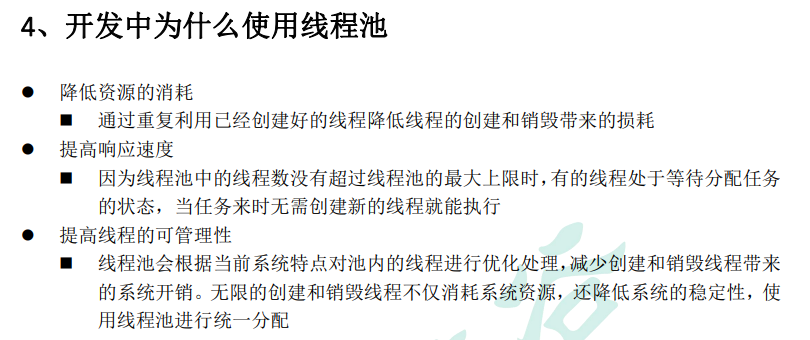 4、开发中为什么使用线程池
● 降低资源的消耗
■ 通过重复利用已经创建好的线程降低线程的创建和销毁带来的损耗
● 提高响应速度
■ 因为线程池中的线程数没有超过线程池的最大上限时，有的线程处于等待分配任务
的状态，当任务来时无需创建新的线程就能执行
● 提高线程的可管理性
■ 线程池会根据当前系统特点对池内的线程进行优化处理，减少创建和销毁线程带来
的系统开销。无限的创建和销毁线程不仅消耗系统资源，还降低系统的稳定性，使
用线程池进行统一分配